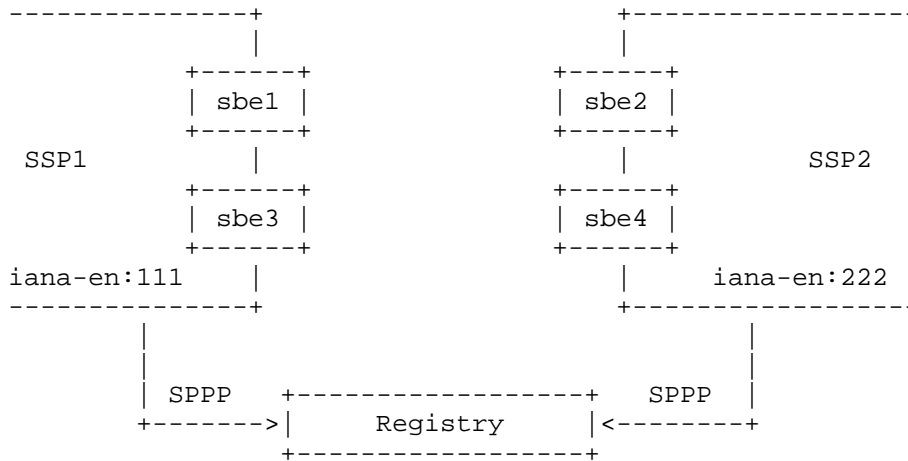 sbe1 sbe2
SSP1 SSP2
sbe3 sbe4
iana-en:111 iana-en:222
SPPP SPPP
Registry